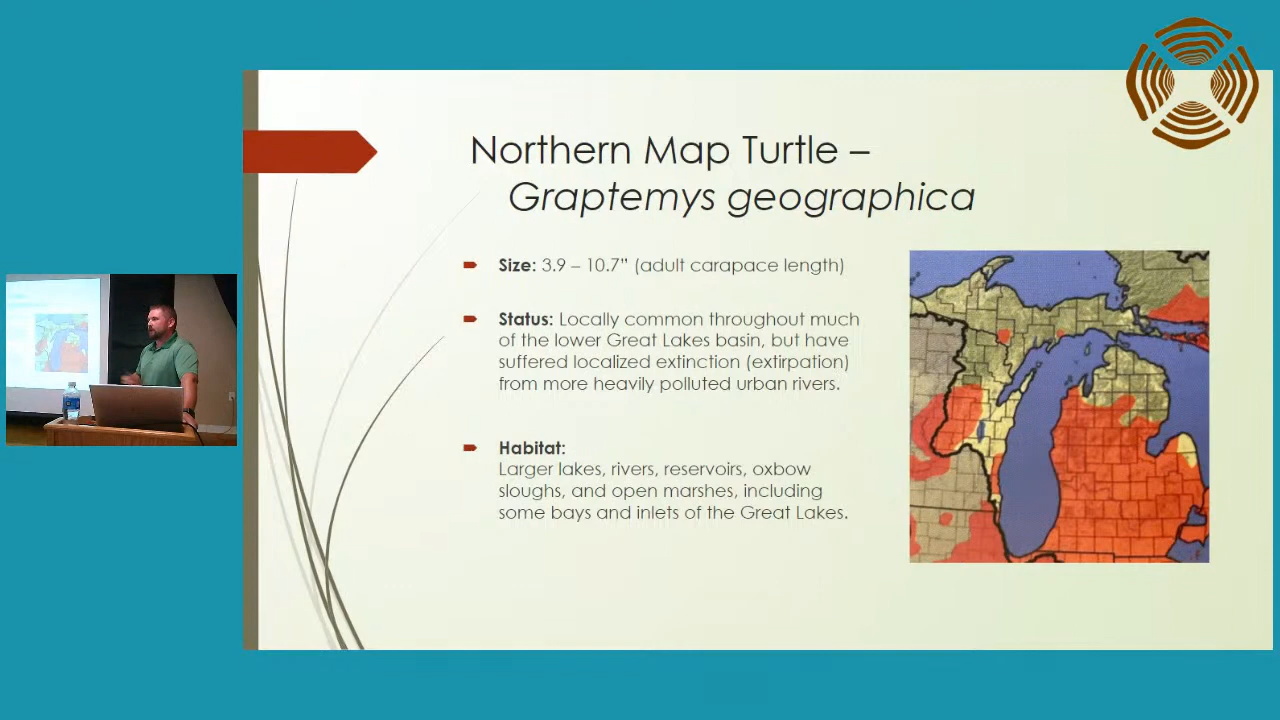 Northern Map Turtle –
Graptemys geographica
Size: 3.9 – 10.7” (adult carapace length)
Status: Locally common throughout much
of the lower Great Lakes basin, but have
suffered localized extinction (extirpation)
from more heavily polluted urban rivers.
Habitat:
Larger lakes, rivers, reservoirs, oxbow
sloughs, and open marshes, including
some bays and inlets of the Great Lakes.